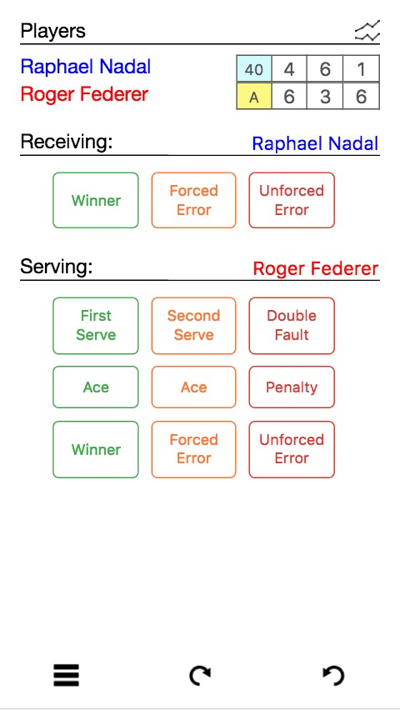 Players
Raphael Nadal 40 4 6 1
Roger Federer A 6 3 6
Receiving: Raphael Nadal
Winner Forced Error Unforced Error
Serving: Roger Federer
First Serve Second Serve Double Fault
Ace Ace Penalty
Winner Forced Error Unforced Error